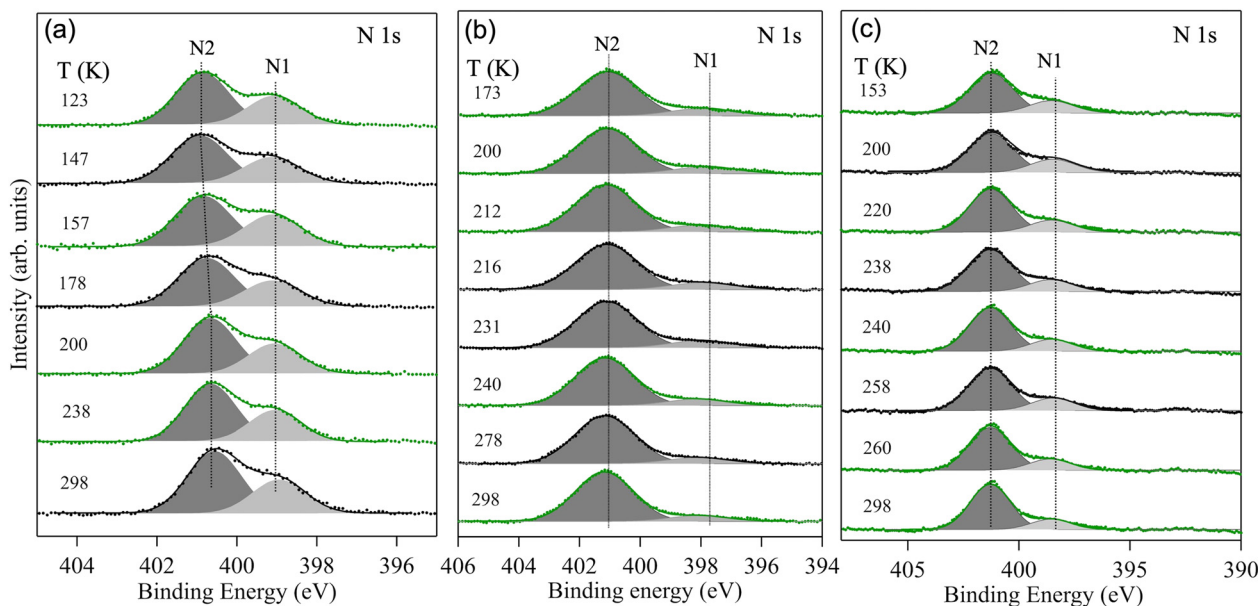 Intensity (arb. units)
(a)
N 1s
N2
N1
T (K)
123
147
157
178
200
238
298
404
402
400
398
396
Binding Energy (eV)
(b)
N 1s
N2
N1
T (K)
173
200
212
216
231
240
278
298
406
404
402
400
398
396
394
Binding energy (eV)
(c)
N 1s
N2
N1
T (K)
153
200
220
238
240
258
260
298
405
400
395
390
Binding Energy (eV)